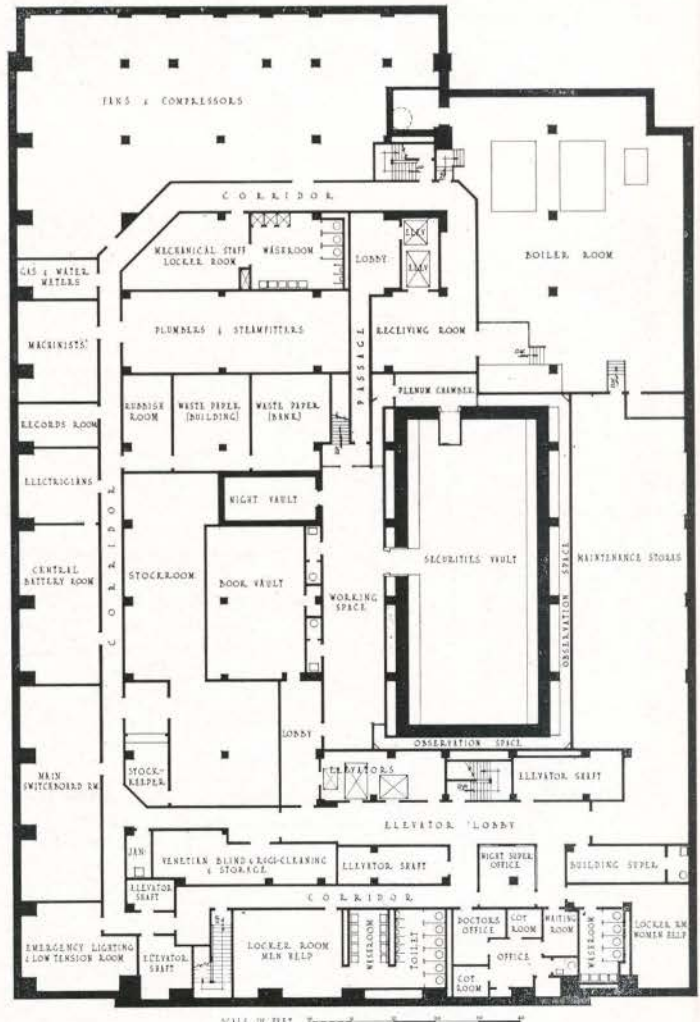 FANS & COMPRESSORS
CORRIDOR
MECHANICAL STAFF
LOCKER ROOM
WASHROOM
LOBBY
ELEV
ELEV
BOILER ROOM
GAS & WATER
METERS
MACHINISTS'
PLUMBERS & STEAMFITTERS
PASSAGE
RECEIVING ROOM
PLENUM CHAMBER
RECORDS ROOM
RUBBISH
ROOM
WASTE PAPER
(BUILDING)
WASTE PAPER
(BANK)
ELECTRICIANS
NIGHT VAULT
CORRIDOR
CENTRAL
BATTERY ROOM
STOCKROOM
BOOK VAULT
WORKING
SPACE
SECURITIES VAULT
OBSERVATION SPACE
MAINTENANCE STORES
LOBBY
OBSERVATION SPACE
MAIN
SWITCHBOARD RM.
STOCK-
KEEPER
ELEVATORS
ELEVATOR SHAFT
ELEVATOR LOBBY
JAN.
VENETIAN BLIND & RUG-CLEANING
& STORAGE
ELEVATOR SHAFT
NIGHT SUPER
OFFICE
BUILDING SUPER
ELEVATOR
SHAFT
CORRIDOR
EMERGENCY LIGHTING
& LOW TENSION ROOM
ELEVATOR
SHAFT
LOCKER ROOM
MEN HELP
WASHROOM
TOILET
DOCTORS
OFFICE
COT
ROOM
WAITING
ROOM
OFFICE
COT
ROOM
WASHROOM
LOCKER RM
WOMEN HELP
SCALE IN FEET